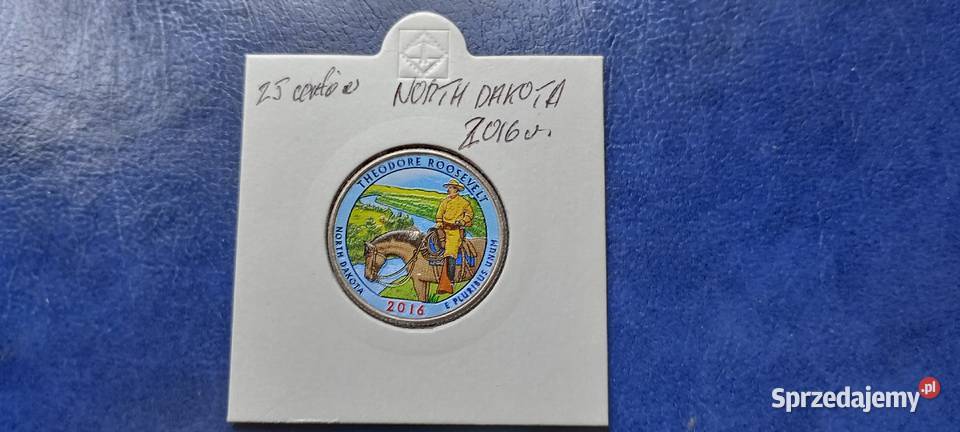 25 centów NORTH DAKOTA
2016 r.
THEODORE ROOSEVELT
NORTH DAKOTA
2016
E PLURIBUS UNUM
Sprzedajemy.pl